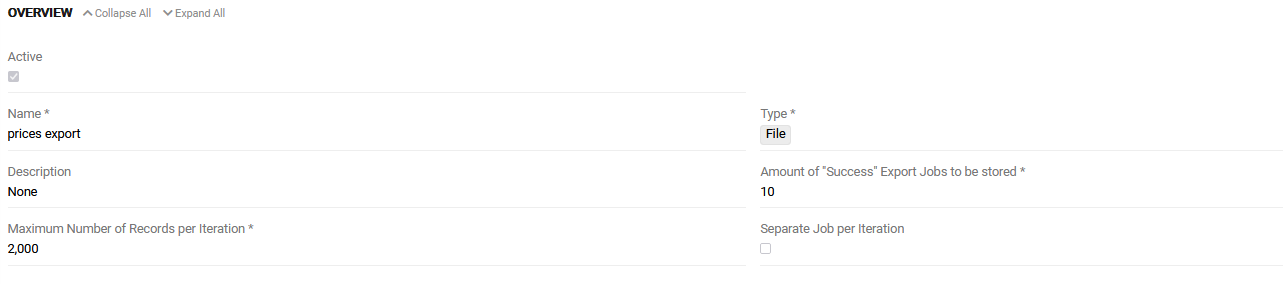 OVERVIEW Collapse All Expand All
Active
Name * Type *
prices export File
Description Amount of "Success" Export Jobs to be stored *
None 10
Maximum Number of Records per Iteration * Separate Job per Iteration
2,000